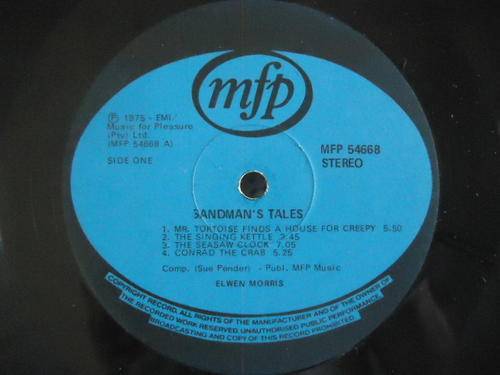 mfp
℗ 1975 - EMI/
Music for Pleasure
(Pty) Ltd.
(MFP 54668 A)
SIDE ONE
MFP 54668
STEREO
SANDMAN'S TALES
1. MR. TORTOISE FINDS A HOUSE FOR CREEPY 5.50
2. THE SINGING KETTLE 2.45
3. THE SEASAW CLOCK 7.05
4. CONRAD THE CRAB 5.25
Comp. (Sue Pender) - Publ. MFP Music
ELWEN MORRIS
COPYRIGHT RECORD. ALL RIGHTS OF THE MANUFACTURER AND OF THE OWNER OF
THE RECORDED WORK RESERVED. UNAUTHORISED PUBLIC PERFORMANCE,
BROADCASTING AND COPY OF THIS RECORD PROHIBITED.